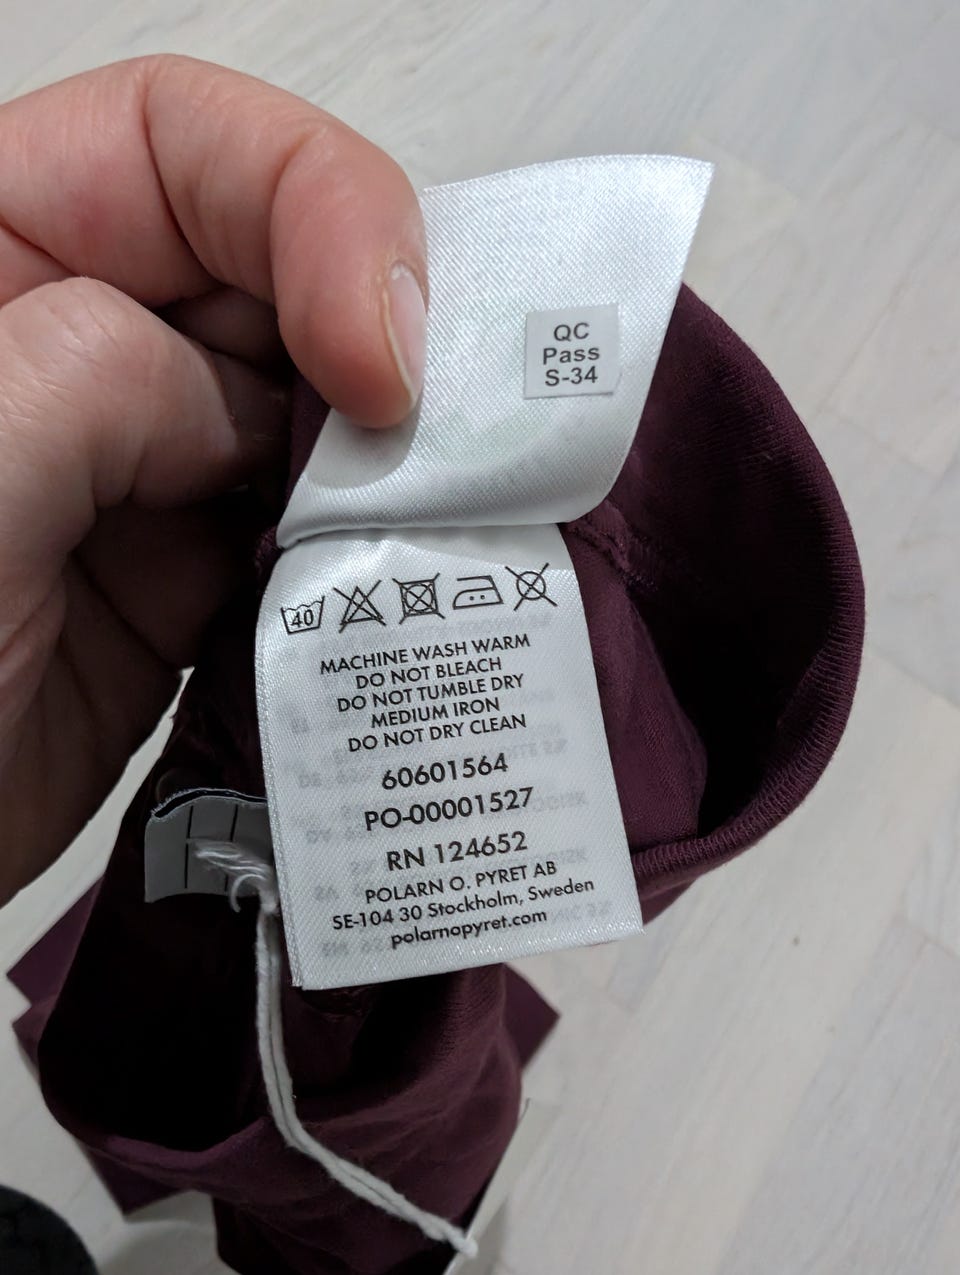 QC
Pass
S-34
40
MACHINE WASH WARM
DO NOT BLEACH
DO NOT TUMBLE DRY
MEDIUM IRON
DO NOT DRY CLEAN
60601564
PO-00001527
RN 124652
POLARN O. PYRET AB
SE-104 30 Stockholm, Sweden
polarnopyret.com